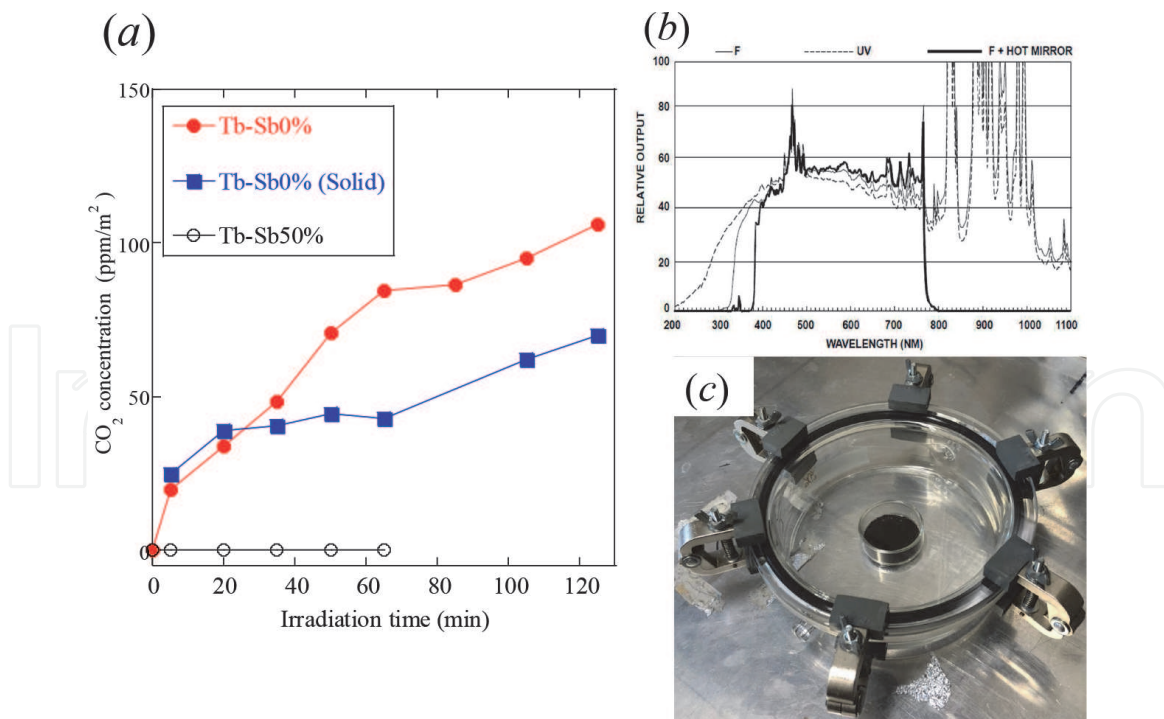 (a)
150
100
50
0
CO2 concentration (ppm/m2)
Tb-Sb0%
Tb-Sb0% (Solid)
Tb-Sb50%
0 20 40 60 80 100 120
Irradiation time (min)
(b)
F UV F + HOT MIRROR
100
80
60
40
20
0
RELATIVE OUTPUT
200 300 400 500 600 700 800 900 1000 1100
WAVELENGTH (NM)
(c)